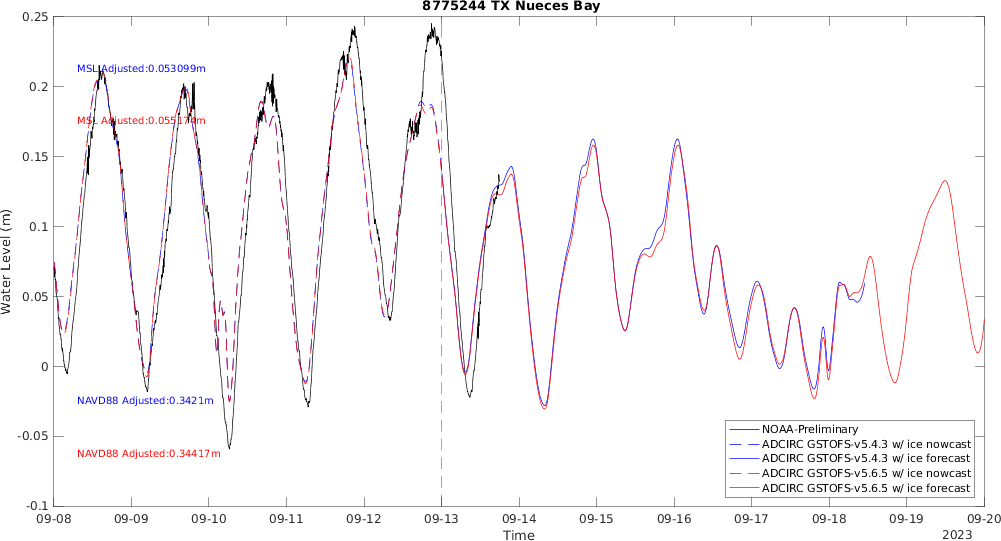 8775244 TX Nueces Bay
0.25
0.2
0.15
0.1
0.05
0
-0.05
-0.1
Water Level (m)
MSL Adjusted:0.053099m
MSL Adjusted:0.05517m
NAVD88 Adjusted:0.3421m
NAVD88 Adjusted:0.34417m
NOAA-Preliminary
ADCIRC GSTOFS-v5.4.3 w/ ice nowcast
ADCIRC GSTOFS-v5.4.3 w/ ice forecast
ADCIRC GSTOFS-v5.6.5 w/ ice nowcast
ADCIRC GSTOFS-v5.6.5 w/ ice forecast
09-08 09-09 09-10 09-11 09-12 09-13 09-14 09-15 09-16 09-17 09-18 09-19 09-20
Time
2023